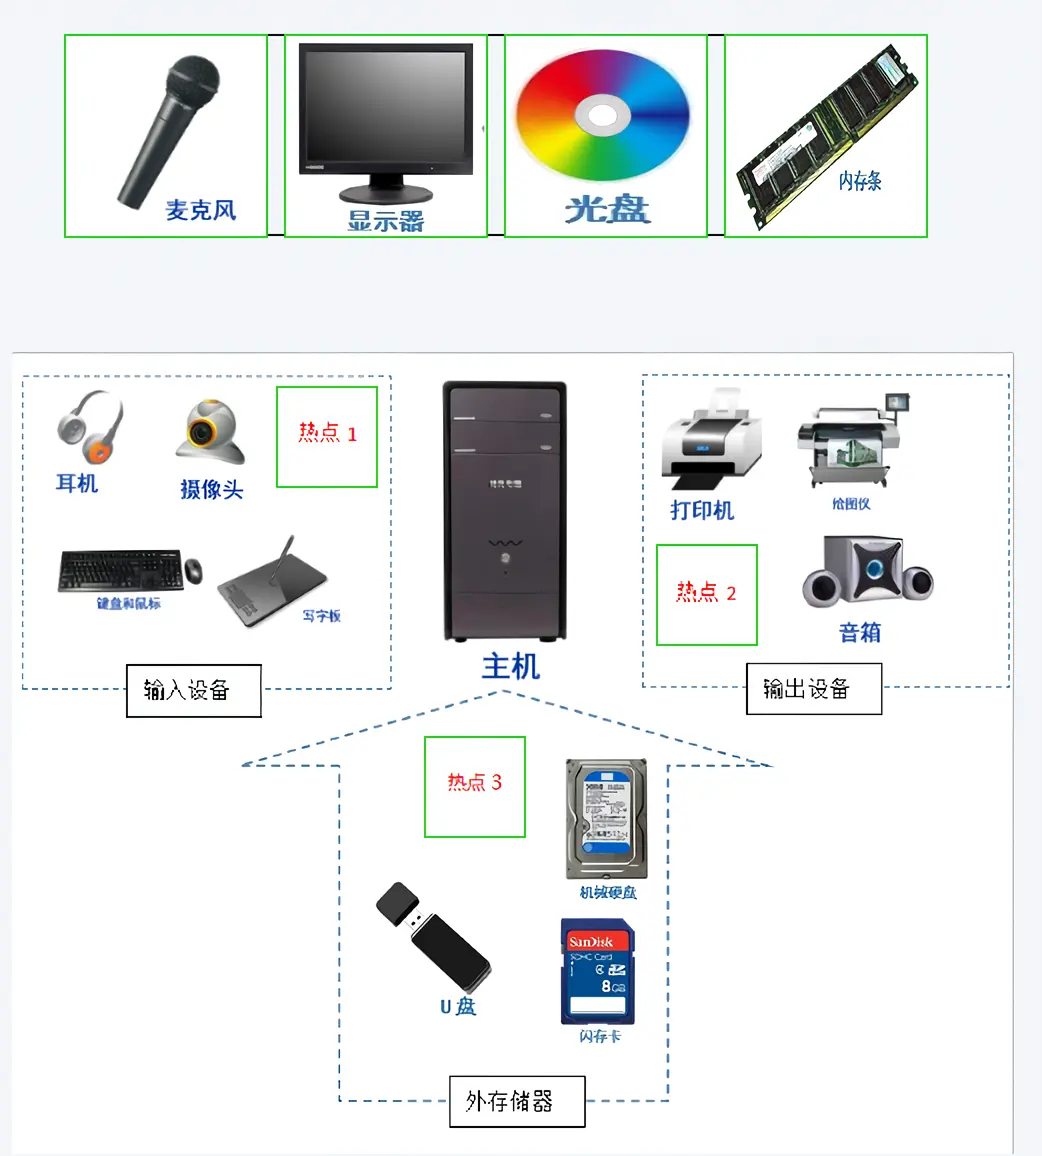 麦克风
显示器
光盘
内存条
耳机
摄像头
热点 1
键盘和鼠标
写字板
输入设备
主机
打印机
绘图仪
热点 2
音箱
输出设备
热点 3
机械硬盘
U 盘
SanDisk
SDHC Card
4
8GB
闪存卡
外存储器